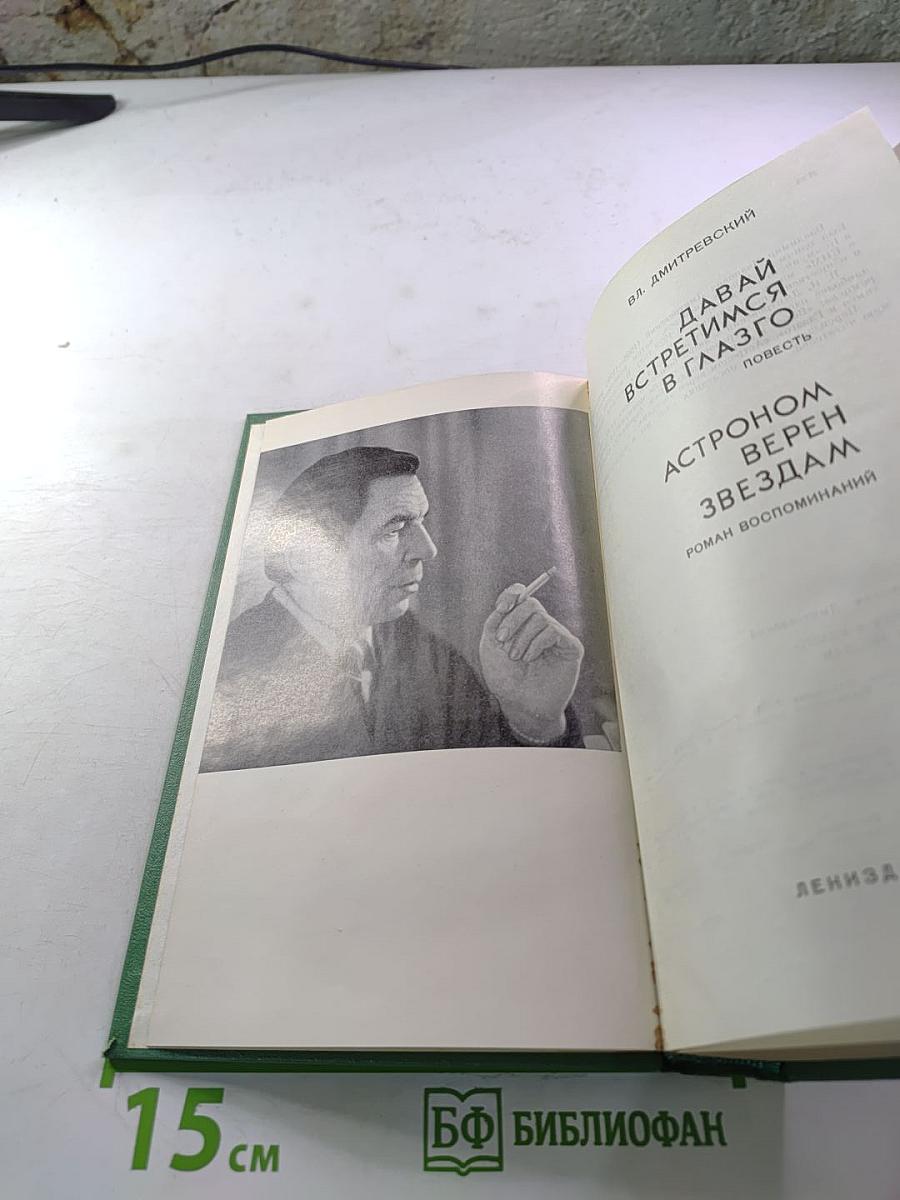 ВЛ. ДМИТРЕВСКИЙ
ДАВАЙ
ВСТРЕТИМСЯ
В ГЛАЗГО
ПОВЕСТЬ
АСТРОНОМ
ВЕРЕН
ЗВЕЗДАМ
РОМАН ВОСПОМИНАНИЙ
ЛЕНИЗД
15 см
БФ БИБЛИОФАН